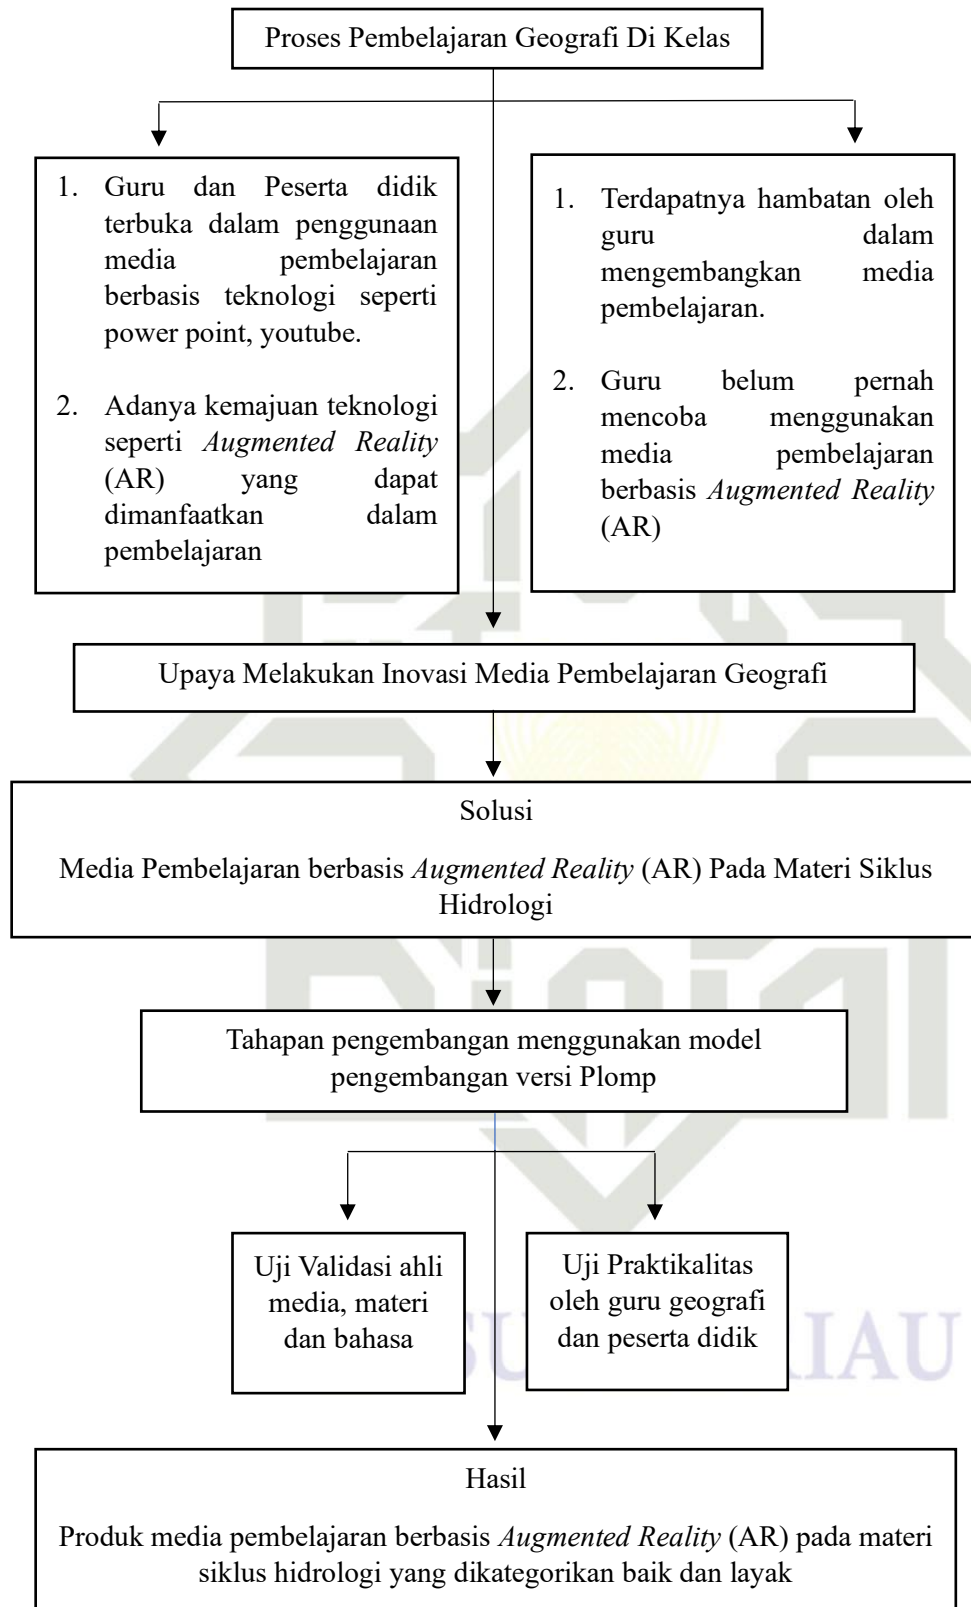 Proses Pembelajaran Geografi Di Kelas
1. Guru dan Peserta didik
terbuka dalam penggunaan
media pembelajaran
berbasis teknologi seperti
power point, youtube.
2. Adanya kemajuan teknologi
seperti Augmented Reality
(AR) yang dapat
dimanfaatkan dalam
pembelajaran
1. Terdapatnya hambatan oleh
guru dalam
mengembangkan media
pembelajaran.
2. Guru belum pernah
mencoba menggunakan
media pembelajaran
berbasis Augmented Reality
(AR)
Upaya Melakukan Inovasi Media Pembelajaran Geografi
Solusi
Media Pembelajaran berbasis Augmented Reality (AR) Pada Materi Siklus
Hidrologi
Tahapan pengembangan menggunakan model
pengembangan versi Plomp
Uji Validasi ahli
media, materi
dan bahasa
Uji Praktikalitas
oleh guru geografi
dan peserta didik
Hasil
Produk media pembelajaran berbasis Augmented Reality (AR) pada materi
siklus hidrologi yang dikategorikan baik dan layak